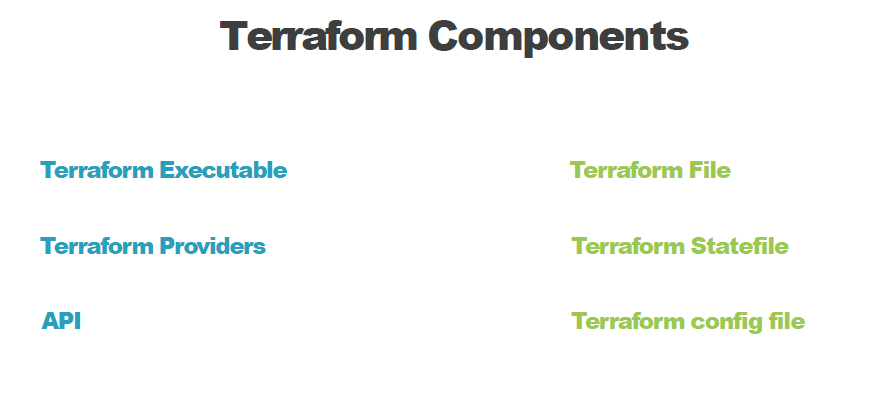 Terraform Components
Terraform Executable
Terraform Providers
API
Terraform File
Terraform Statefile
Terraform config file